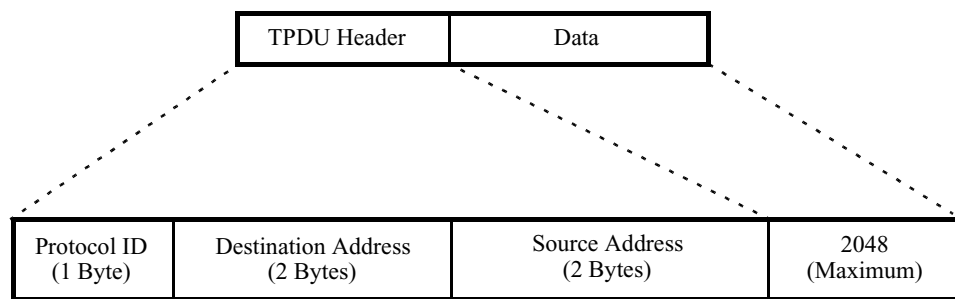 TPDU Header
Data
Protocol ID
(1 Byte)
Destination Address
(2 Bytes)
Source Address
(2 Bytes)
2048
(Maximum)